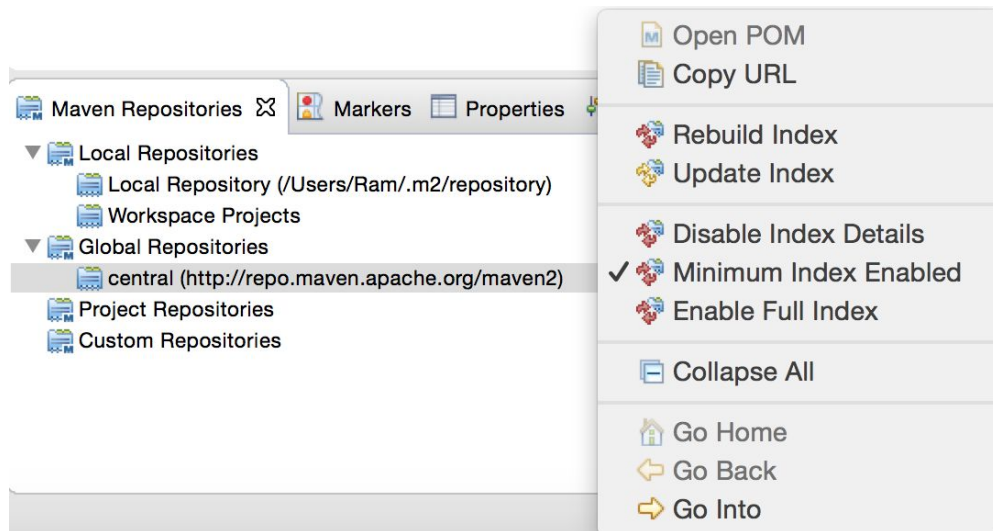 Maven Repositories Markers Properties
Local Repositories
Local Repository (/Users/Ram/.m2/repository)
Workspace Projects
Global Repositories
central (http://repo.maven.apache.org/maven2)
Project Repositories
Custom Repositories
Open POM
Copy URL
Rebuild Index
Update Index
Disable Index Details
Minimum Index Enabled
Enable Full Index
Collapse All
Go Home
Go Back
Go Into